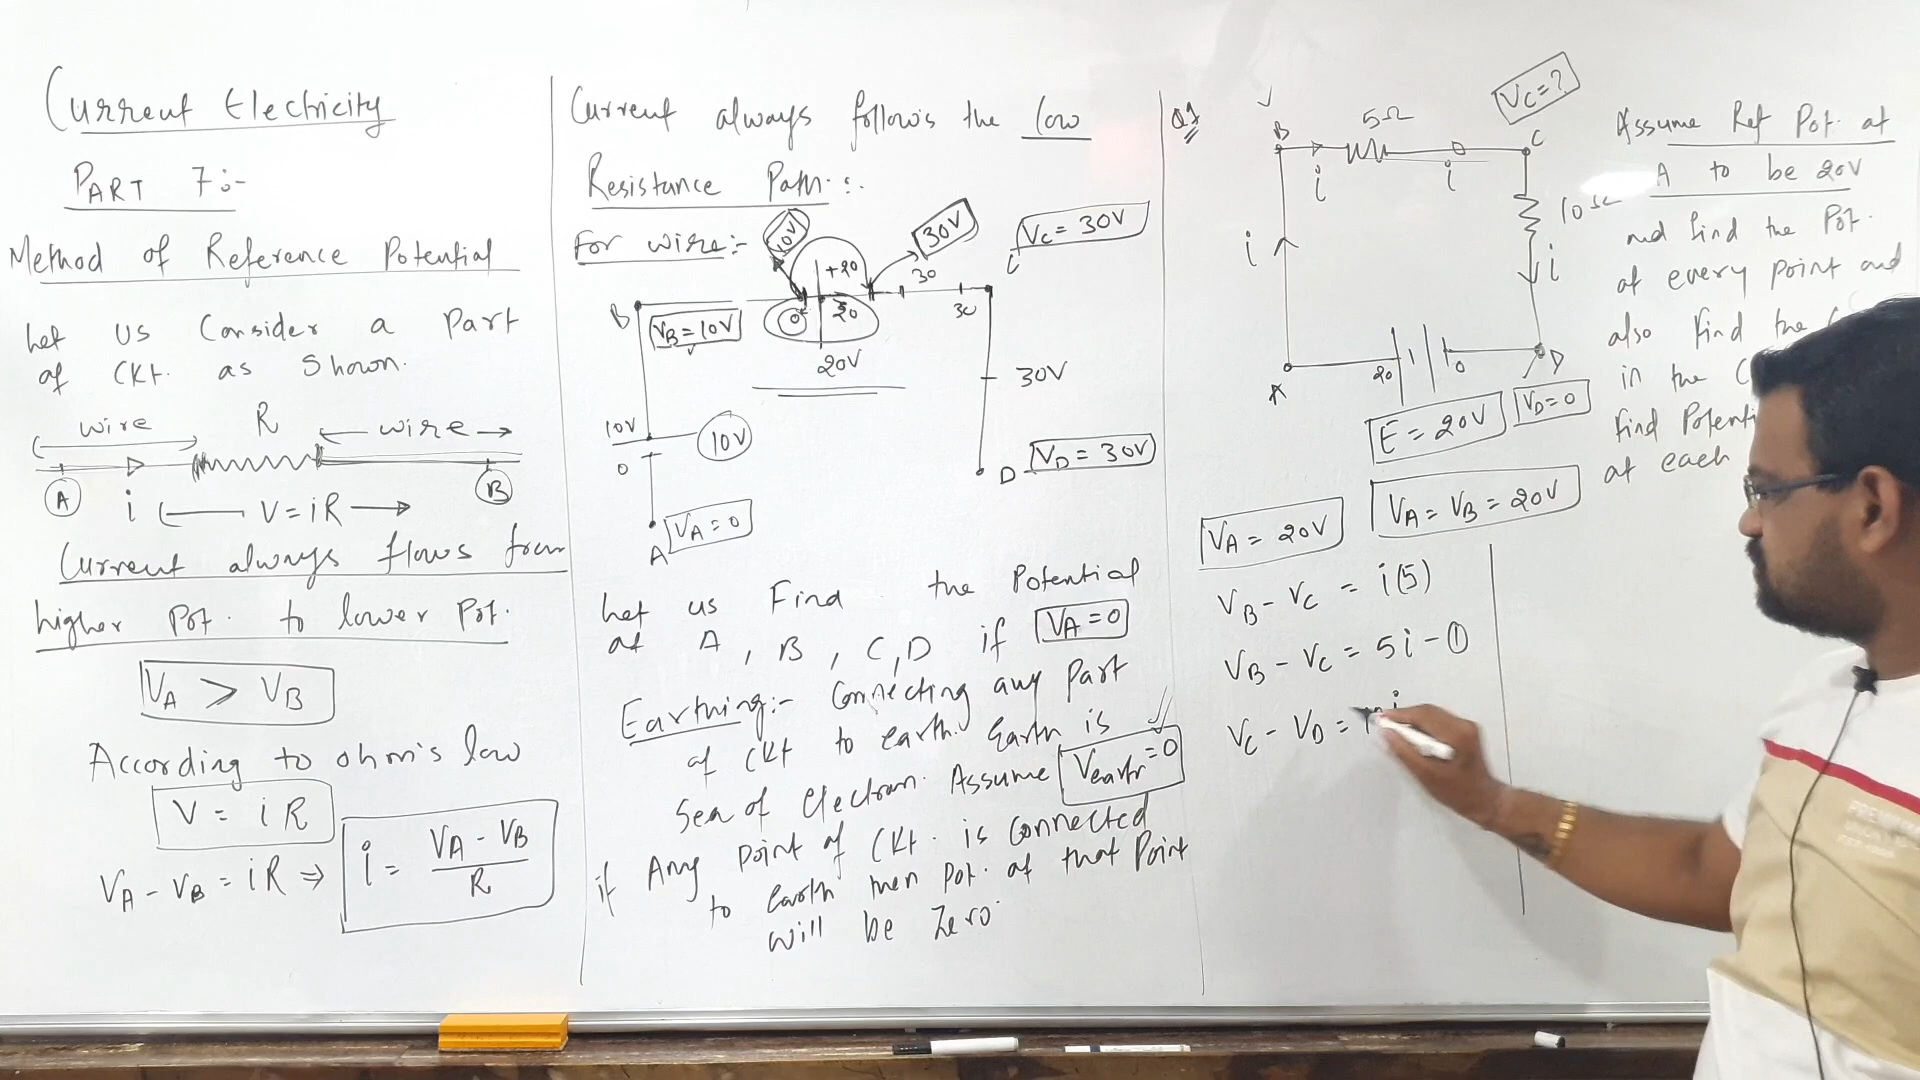 Current Electricity
PART 7:-
Method of Reference Potential
Let us Consider a Part
of CKt. as Shown.
wire R wire
A i V = iR B
Current always flows from
higher Pot. to lower Pot.
VA > VB
According to ohm's law
V = iR
VA - VB = iR ⇒ i = VA - VB / R
Current always follows the low
Resistance Path :.
For wire:- 10V 30V VC = 30V
+20 30 i
B VB = 10V 0 20 30
20V 30V
10V 10V
0 D VD = 30V
A VA = 0
Let us Find the Potential
at A, B, C, D if VA = 0
Earthing:- Connecting any Part
of CKt to earth. Earth is
Sea of electron. Assume Vearth = 0
if Any Point of CKt. is Connected
to Earth then Pot. of that Point
will be Zero.
Q1 B 5Ω C VC = ?
i i
10Ω
i i
A 20 0 D
E = 20V VD = 0
Assume Ref Pot. at
A to be 20V
and find the Pot.
at every point and
also find the
in the
find Potenti
at each
VA = 20V VA = VB = 20V
VB - VC = i(5)
VB - VC = 5i - ①
VC - VD = i